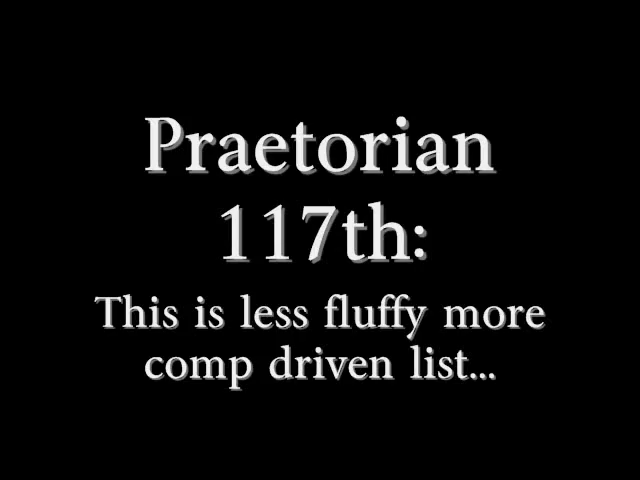 Praetorian
117th:
This is less fluffy more
comp driven list...